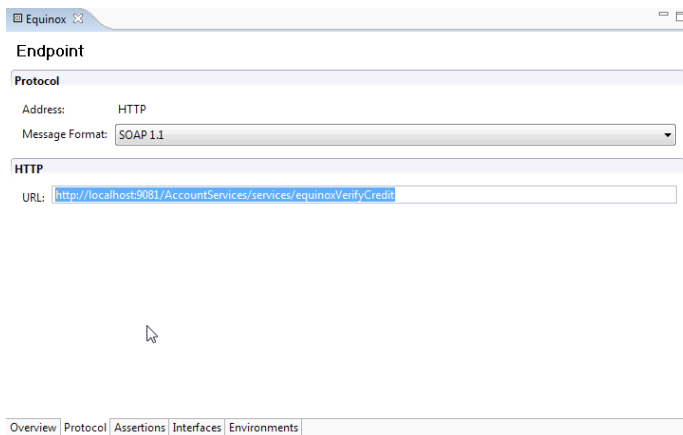 Equinox
Endpoint
Protocol
Address: HTTP
Message Format: SOAP 1.1
HTTP
URL: http://localhost:9081/AccountServices/services/equinoxVerifyCredit
Overview Protocol Assertions Interfaces Environments